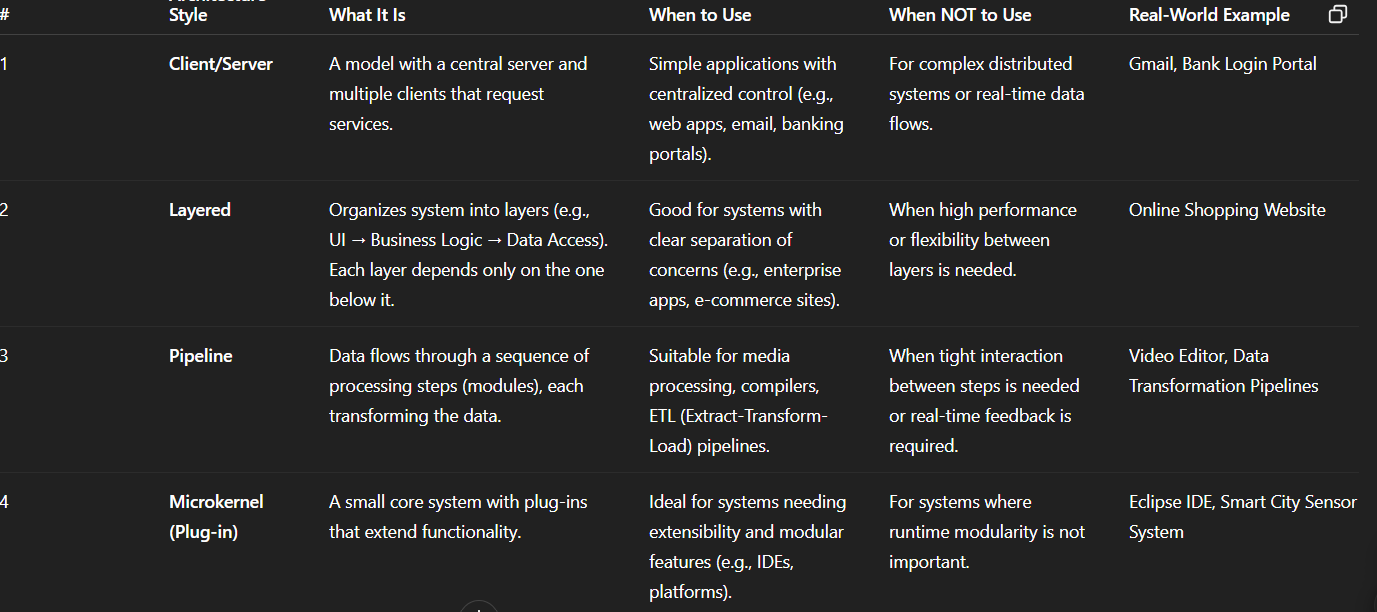 # Style What It Is When to Use When NOT to Use Real-World Example
1 Client/Server A model with a central server and Simple applications with For complex distributed Gmail, Bank Login Portal
multiple clients that request centralized control (e.g., systems or real-time data
services. web apps, email, banking flows.
portals).
2 Layered Organizes system into layers (e.g., Good for systems with When high performance Online Shopping Website
UI → Business Logic → Data Access). clear separation of or flexibility between
Each layer depends only on the one concerns (e.g., enterprise layers is needed.
below it. apps, e-commerce sites).
3 Pipeline Data flows through a sequence of Suitable for media When tight interaction Video Editor, Data
processing steps (modules), each processing, compilers, between steps is needed Transformation Pipelines
transforming the data. ETL (Extract-Transform- or real-time feedback is
Load) pipelines. required.
4 Microkernel A small core system with plug-ins Ideal for systems needing For systems where Eclipse IDE, Smart City Sensor
(Plug-in) that extend functionality. extensibility and modular runtime modularity is not System
features (e.g., IDEs, important.
platforms).